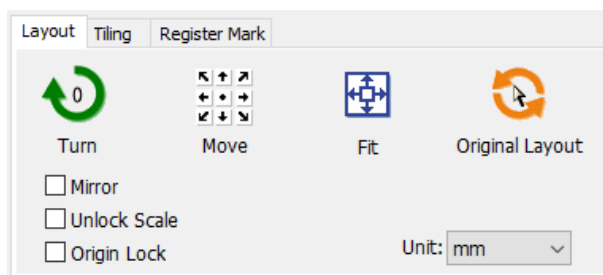 Layout Tiling Register Mark
0
Turn Move Fit Original Layout
Mirror
Unlock Scale
Origin Lock Unit: mm